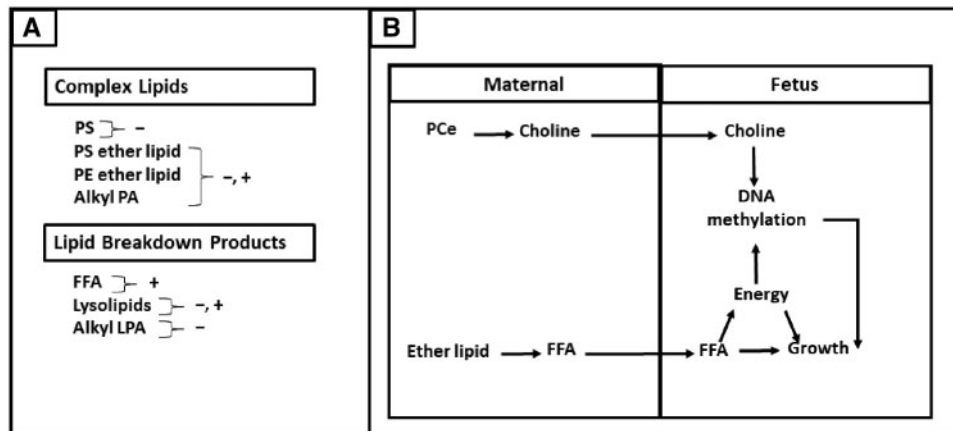 A
Complex Lipids
PS –
PS ether lipid
PE ether lipid –, +
Alkyl PA
Lipid Breakdown Products
FFA +
Lysolipids –, +
Alkyl LPA –
B
Maternal Fetus
PCe Choline Choline
DNA
methylation
Energy
Ether lipid FFA FFA Growth